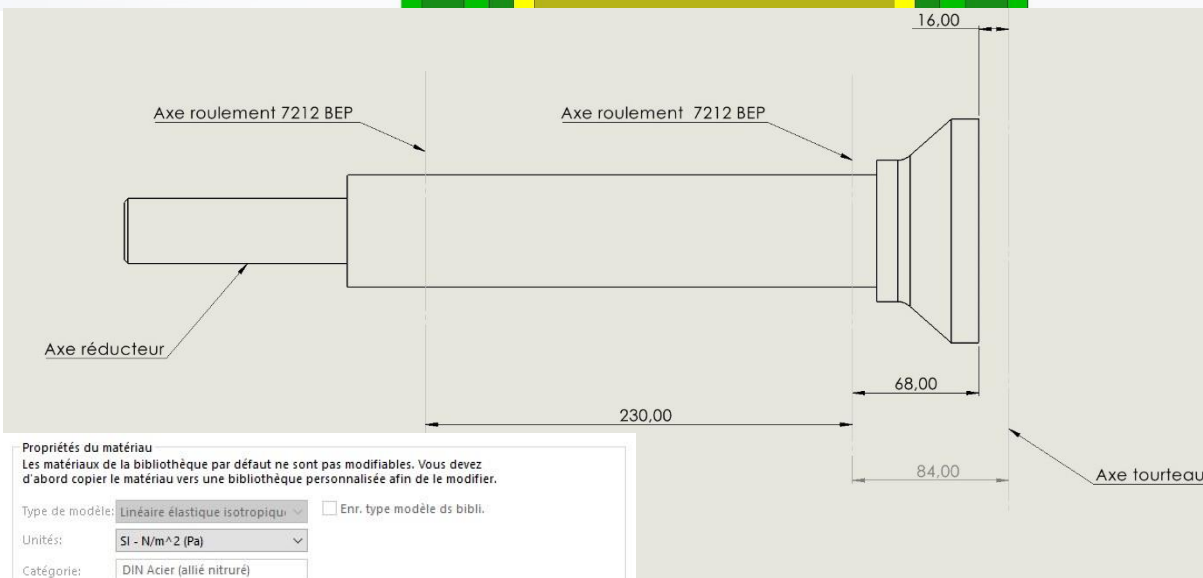 16,00
Axe roulement 7212 BEP
Axe roulement 7212 BEP
Axe réducteur
68,00
230,00
84,00
Axe tourteau
Propriétés du matériau
Les matériaux de la bibliothèque par défaut ne sont pas modifiables. Vous devez
d'abord copier le matériau vers une bibliothèque personnalisée afin de le modifier.
Type de modèle: Linéaire élastique isotropiqu Enr. type modèle ds bibli.
Unités: SI - N/m^2 (Pa)
Catégorie: DIN Acier (allié nitruré)